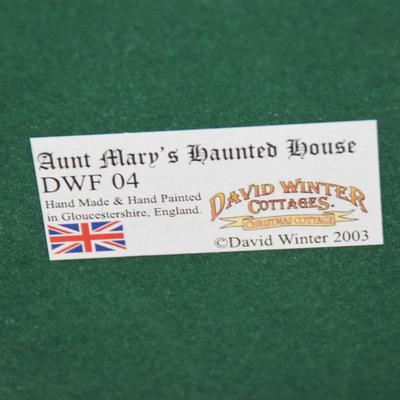 Aunt Mary's Haunted House
DWF 04
Hand Made & Hand Painted
in Gloucestershire, England.
DAVID WINTER
COTTAGES
CHRISTMAS COTTAGE
©David Winter 2003